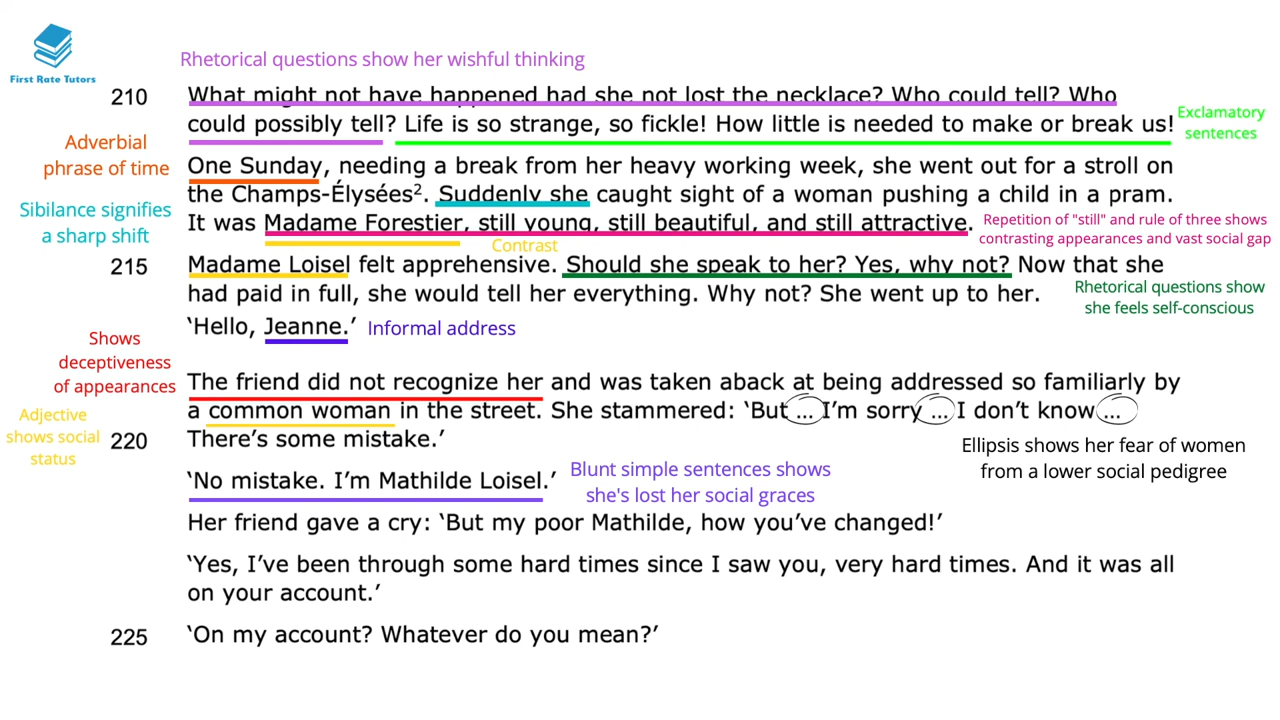 First Rate Tutors
Rhetorical questions show her wishful thinking
210 What might not have happened had she not lost the necklace? Who could tell? Who
could possibly tell? Life is so strange, so fickle! How little is needed to make or break us!
Exclamatory
sentences
Adverbial
phrase of time
One Sunday, needing a break from her heavy working week, she went out for a stroll on
the Champs-Élysées². Suddenly she caught sight of a woman pushing a child in a pram.
Sibilance signifies
a sharp shift
It was Madame Forestier, still young, still beautiful, and still attractive.
Repetition of "still" and rule of three shows
contrasting appearances and vast social gap
Contrast
215 Madame Loisel felt apprehensive. Should she speak to her? Yes, why not? Now that she
had paid in full, she would tell her everything. Why not? She went up to her.
Rhetorical questions show
she feels self-conscious
‘Hello, Jeanne.’ Informal address
Shows
deceptiveness
of appearances
The friend did not recognize her and was taken aback at being addressed so familiarly by
a common woman in the street. She stammered: ‘But ... I’m sorry ... I don’t know ...
Adjective
shows social
status
220 There’s some mistake.’
Ellipsis shows her fear of women
from a lower social pedigree
‘No mistake. I’m Mathilde Loisel.’
Blunt simple sentences shows
she's lost her social graces
Her friend gave a cry: ‘But my poor Mathilde, how you’ve changed!’
‘Yes, I’ve been through some hard times since I saw you, very hard times. And it was all
on your account.’
225 ‘On my account? Whatever do you mean?’